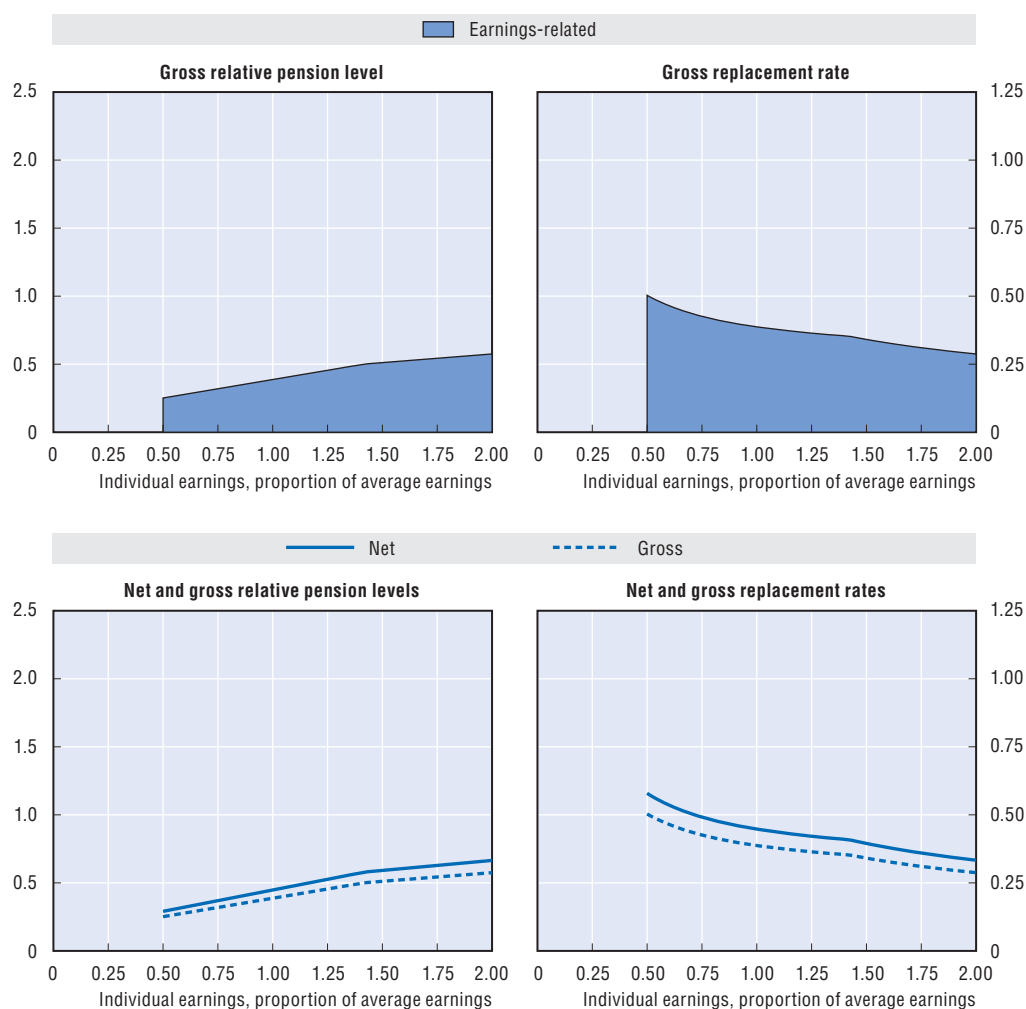 Earnings-related
Gross relative pension level
2.5
2.0
1.5
1.0
0.5
0
0 0.25 0.50 0.75 1.00 1.25 1.50 1.75 2.00
Individual earnings, proportion of average earnings
Gross replacement rate
1.25
1.00
0.75
0.50
0.25
0
0 0.25 0.50 0.75 1.00 1.25 1.50 1.75 2.00
Individual earnings, proportion of average earnings
Net Gross
Net and gross relative pension levels
2.5
2.0
1.5
1.0
0.5
0
0 0.25 0.50 0.75 1.00 1.25 1.50 1.75 2.00
Individual earnings, proportion of average earnings
Net and gross replacement rates
1.25
1.00
0.75
0.50
0.25
0
0 0.25 0.50 0.75 1.00 1.25 1.50 1.75 2.00
Individual earnings, proportion of average earnings